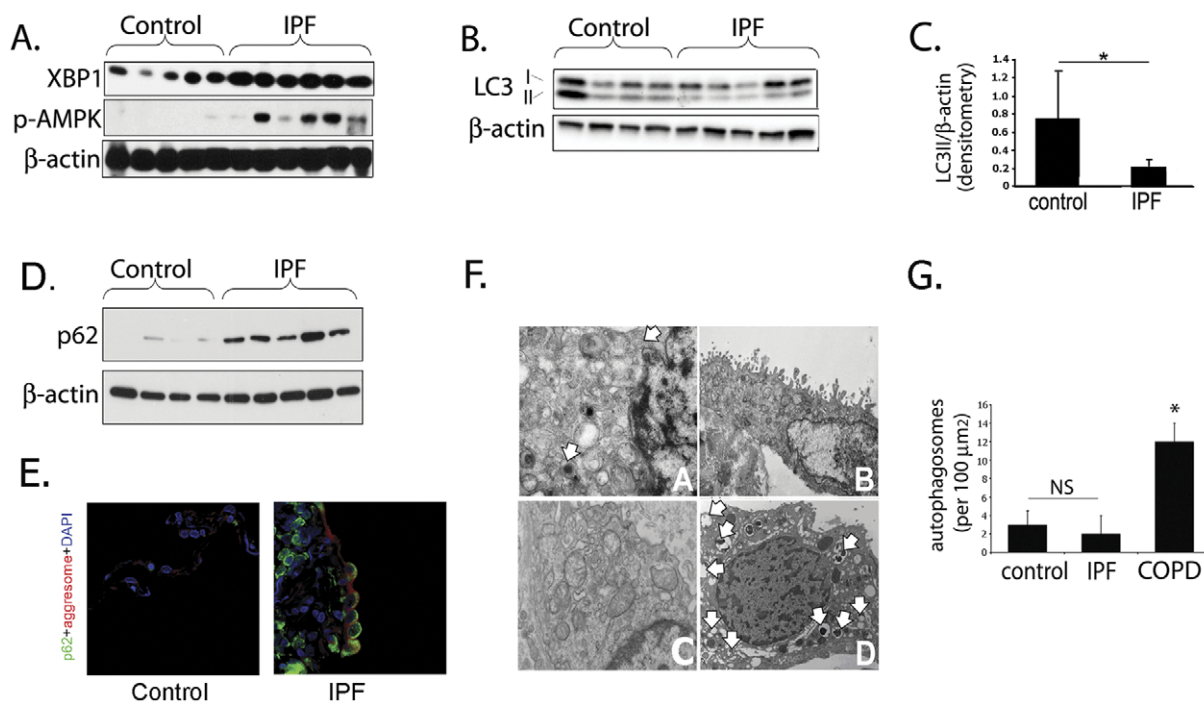 A.
Control IPF
XBP1
p-AMPK
β-actin
B.
Control IPF
LC3
I
II
β-actin
C.
LC3II/β-actin
(densitometry)
1.4
1.2
1.0
0.8
0.6
0.4
0.2
0
*
control IPF
D.
Control IPF
p62
β-actin
E.
p62+aggresome+DAPI
Control IPF
F.
A
B
C
D
G.
autophagosomes
(per 100 µm2)
16
14
12
10
8
6
4
2
0
NS
*
control IPF COPD